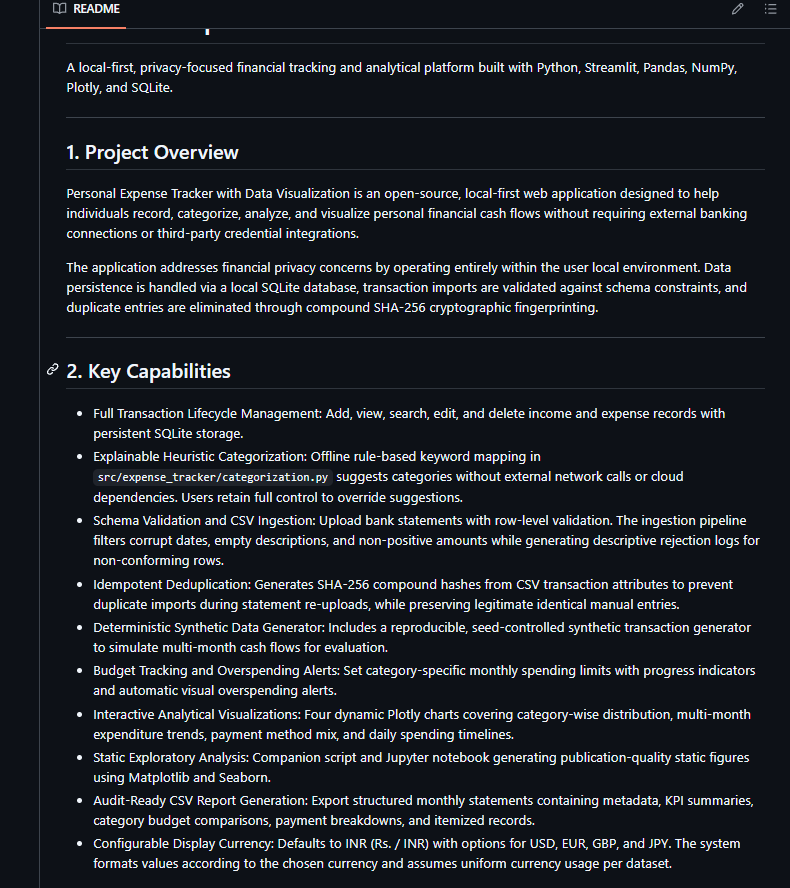 README
A local-first, privacy-focused financial tracking and analytical platform built with Python, Streamlit, Pandas, NumPy,
Plotly, and SQLite.
1. Project Overview
Personal Expense Tracker with Data Visualization is an open-source, local-first web application designed to help
individuals record, categorize, analyze, and visualize personal financial cash flows without requiring external banking
connections or third-party credential integrations.
The application addresses financial privacy concerns by operating entirely within the user local environment. Data
persistence is handled via a local SQLite database, transaction imports are validated against schema constraints, and
duplicate entries are eliminated through compound SHA-256 cryptographic fingerprinting.
2. Key Capabilities
• Full Transaction Lifecycle Management: Add, view, search, edit, and delete income and expense records with
persistent SQLite storage.
• Explainable Heuristic Categorization: Offline rule-based keyword mapping in
src/expense_tracker/categorization.py suggests categories without external network calls or cloud
dependencies. Users retain full control to override suggestions.
• Schema Validation and CSV Ingestion: Upload bank statements with row-level validation. The ingestion pipeline
filters corrupt dates, empty descriptions, and non-positive amounts while generating descriptive rejection logs for
non-conforming rows.
• Idempotent Deduplication: Generates SHA-256 compound hashes from CSV transaction attributes to prevent
duplicate imports during statement re-uploads, while preserving legitimate identical manual entries.
• Deterministic Synthetic Data Generator: Includes a reproducible, seed-controlled synthetic transaction generator
to simulate multi-month cash flows for evaluation.
• Budget Tracking and Overspending Alerts: Set category-specific monthly spending limits with progress indicators
and automatic visual overspending alerts.
• Interactive Analytical Visualizations: Four dynamic Plotly charts covering category-wise distribution, multi-month
expenditure trends, payment method mix, and daily spending timelines.
• Static Exploratory Analysis: Companion script and Jupyter notebook generating publication-quality static figures
using Matplotlib and Seaborn.
• Audit-Ready CSV Report Generation: Export structured monthly statements containing metadata, KPI summaries,
category budget comparisons, payment breakdowns, and itemized records.
• Configurable Display Currency: Defaults to INR (Rs. / INR) with options for USD, EUR, GBP, and JPY. The system
formats values according to the chosen currency and assumes uniform currency usage per dataset.